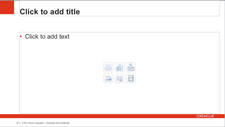 Click to add title
• Click to add text
ORACLE